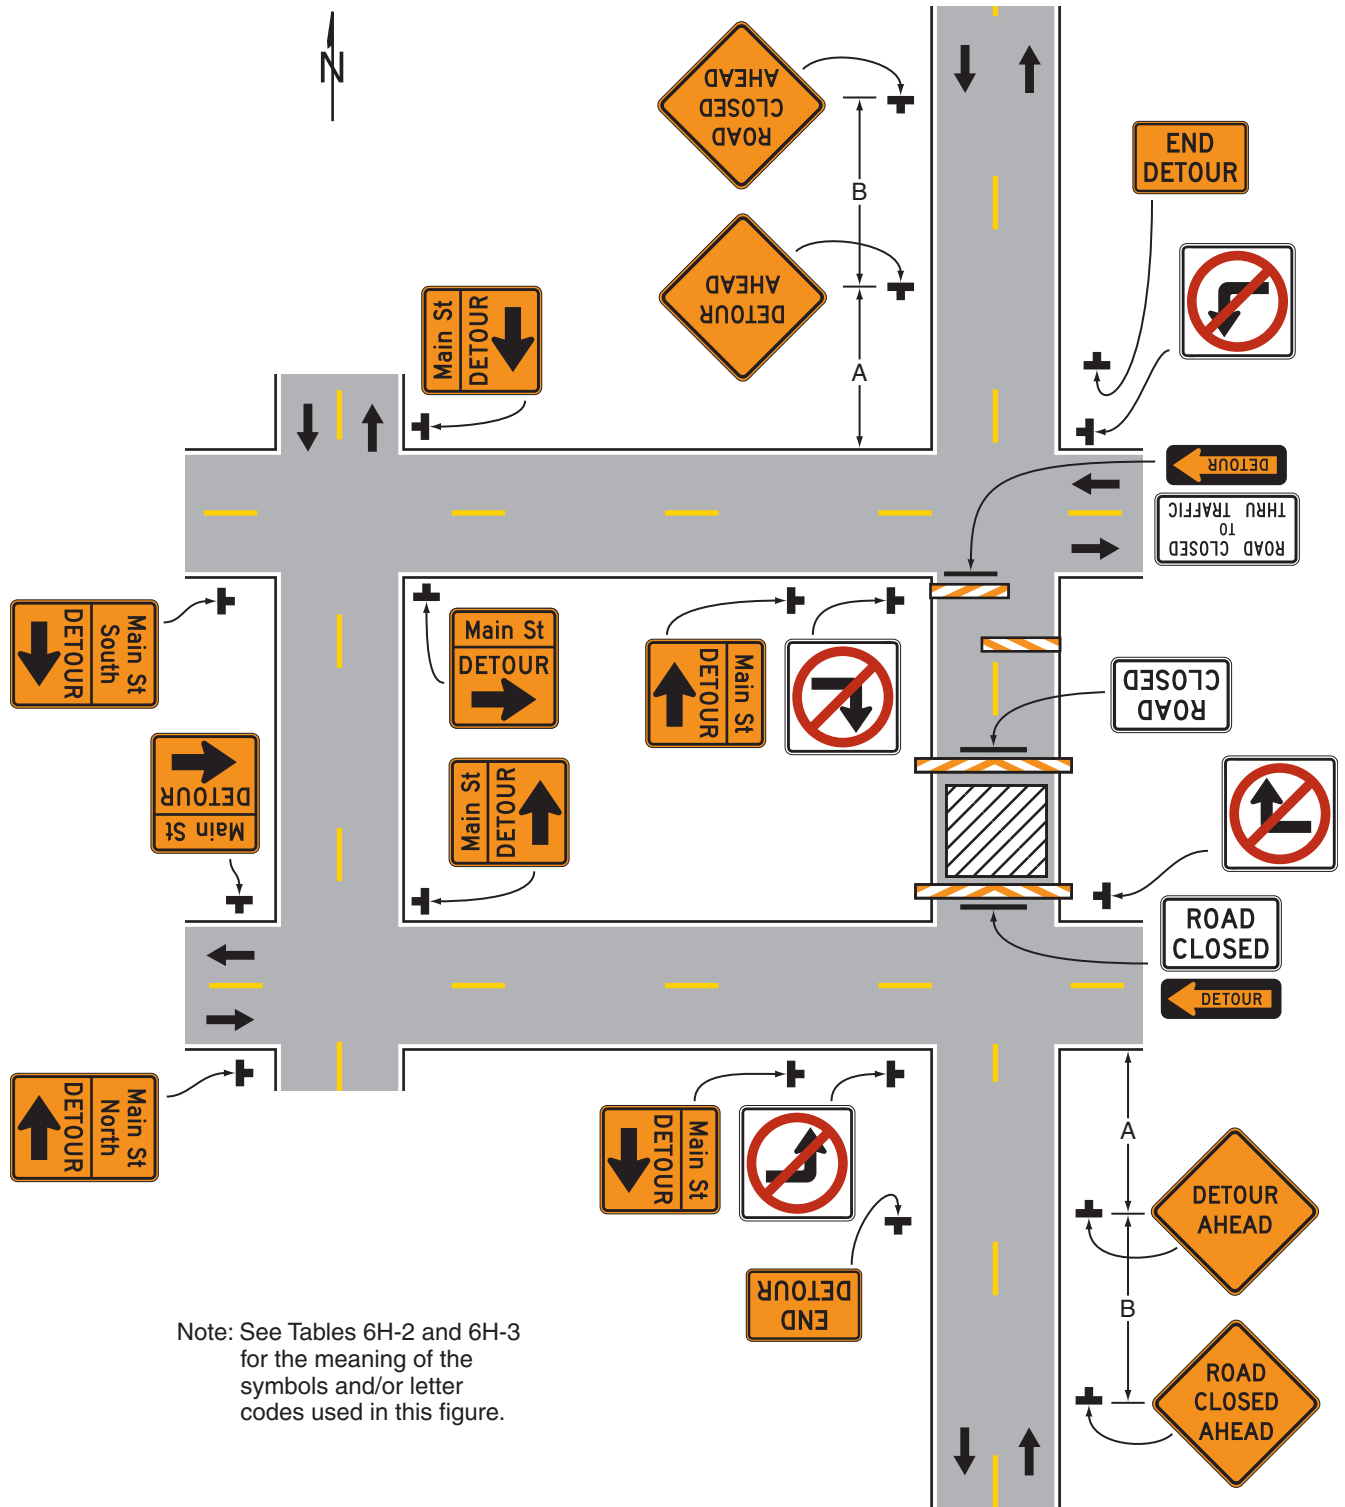 N
ROAD
CLOSED
AHEAD
B
DETOUR
AHEAD
A
END
DETOUR
Main St
DETOUR
DETOUR
ROAD CLOSED
TO
THRU TRAFFIC
Main St
South
DETOUR
Main St
DETOUR
Main St
DETOUR
ROAD
CLOSED
Main St
DETOUR
Main St
DETOUR
ROAD
CLOSED
DETOUR
Main St
North
DETOUR
Main St
DETOUR
A
DETOUR
AHEAD
END
DETOUR
B
ROAD
CLOSED
AHEAD
Note: See Tables 6H-2 and 6H-3
for the meaning of the
symbols and/or letter
codes used in this figure.